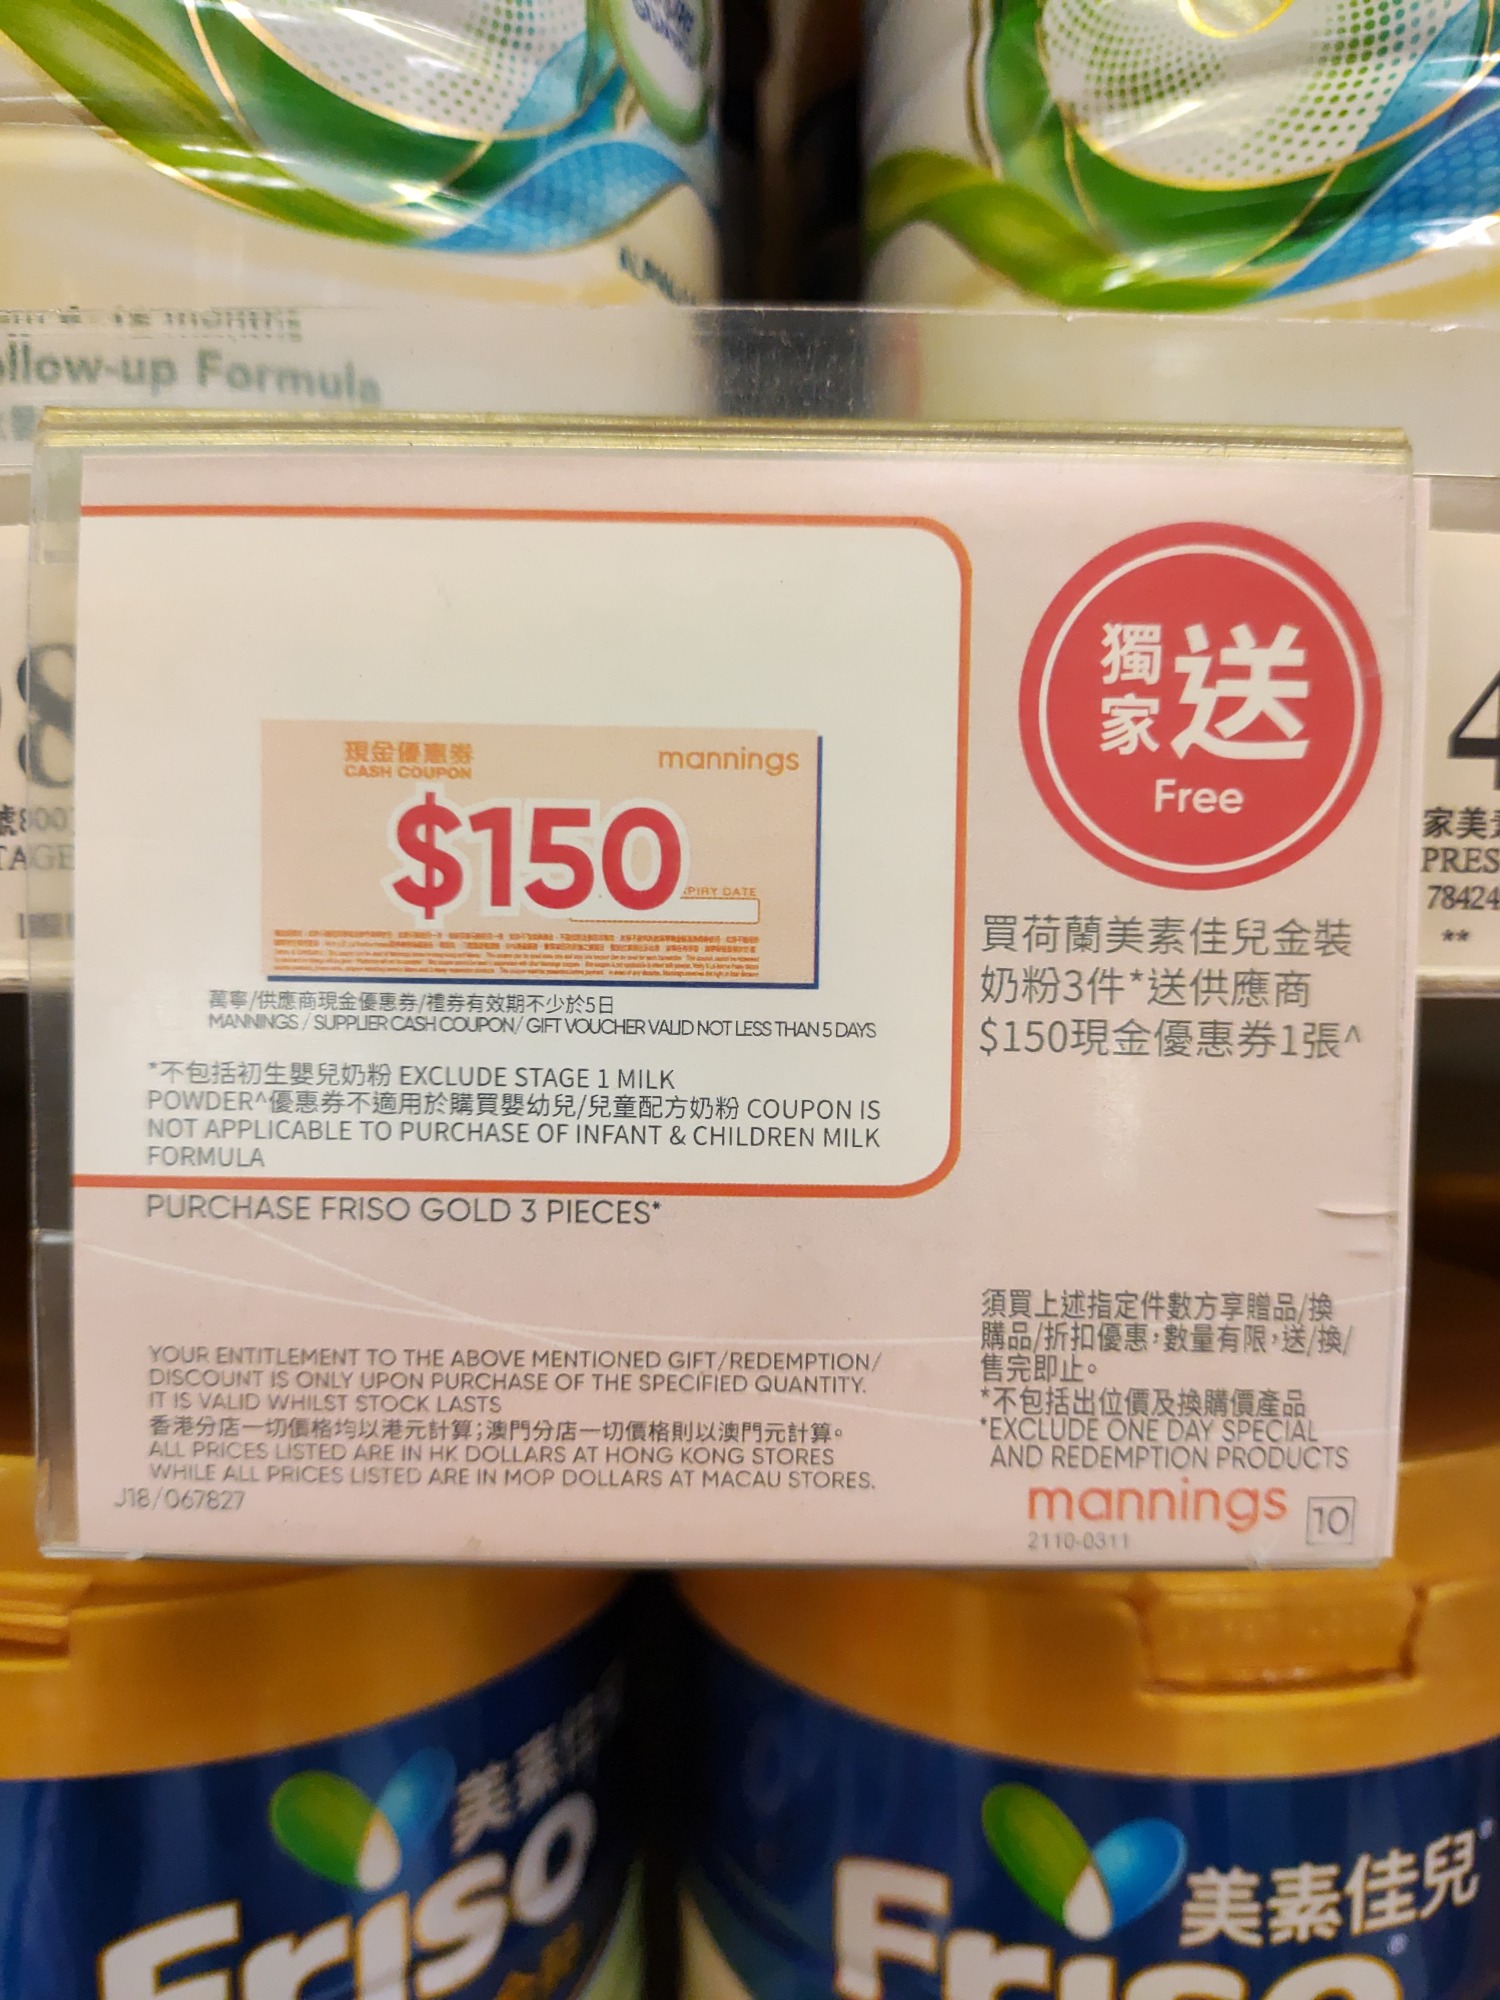 ollow-up Formula
獨家送
Free
現金優惠券
CASH COUPON
mannings
$150
PIRY DATE
萬寧/供應商現金優惠券/禮券有效期不少於5日
MANNINGS / SUPPLIER CASH COUPON/ GIFT VOUCHER VALID NOT LESS THAN 5 DAYS
*不包括初生嬰兒奶粉 EXCLUDE STAGE 1 MILK
POWDER^優惠券不適用於購買嬰幼兒/兒童配方奶粉 COUPON IS
NOT APPLICABLE TO PURCHASE OF INFANT & CHILDREN MILK
FORMULA
PURCHASE FRISO GOLD 3 PIECES*
買荷蘭美素佳兒金裝
奶粉3件*送供應商
$150現金優惠券1張^
YOUR ENTITLEMENT TO THE ABOVE MENTIONED GIFT/REDEMPTION/
DISCOUNT IS ONLY UPON PURCHASE OF THE SPECIFIED QUANTITY.
IT IS VALID WHILST STOCK LASTS
香港分店一切價格均以港元計算;澳門分店一切價格則以澳門元計算。
ALL PRICES LISTED ARE IN HK DOLLARS AT HONG KONG STORES
WHILE ALL PRICES LISTED ARE IN MOP DOLLARS AT MACAU STORES.
J18/067827
須買上述指定件數方享贈品/換
購品/折扣優惠,數量有限,送/換/
售完即止。
*不包括出位價及換購價產品
*EXCLUDE ONE DAY SPECIAL
AND REDEMPTION PRODUCTS
mannings
10
2110-0311
8
TAGE
4
家美
PRES
78424
**
美素佳
Friso
美素佳兒
Friso